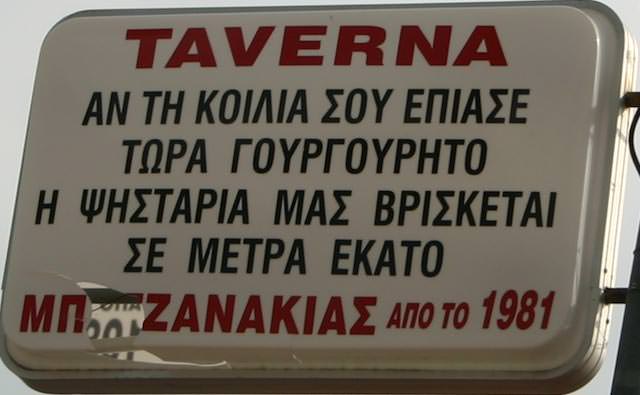 TAVERNA
ΑΝ ΤΗ ΚΟΙΛΙΑ ΣΟΥ ΕΠΙΑΣΕ
ΤΩΡΑ ΓΟΥΡΓΟΥΡΗΤΟ
Η ΨΗΣΤΑΡΙΑ ΜΑΣ ΒΡΙΣΚΕΤΑΙ
ΣΕ ΜΕΤΡΑ ΕΚΑΤΟ
ΑΠΟ ΤΟ 1981